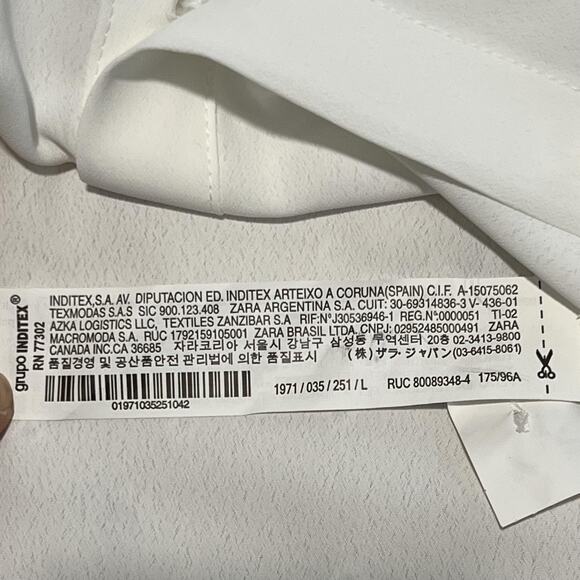 grupo INDITEX®
RN 77302
INDITEX,S.A. AV. DIPUTACION ED. INDITEX ARTEIXO A CORUNA(SPAIN) C.I.F. A-15075062
TEXMODAS S.A.S SIC 900.123.408 ZARA ARGENTINA S.A. CUIT: 30-69314836-3 V- 436-01
AZKA LOGISTICS LLC, TEXTILES ZANZIBAR S.A RIF:J30536946-1 REG.N°:0000051 TI-02
MACROMODA S.A. RÚC 1792159105001 ZARA BRASIL LTDA.CNPJ: 02952485000491 ZARA
CANADA INC.CA 36685 자라코리아 서울시 강남구 삼성동 무역센터 20층 02-3413-9800
품질경영 및 공산품안전 관리법에 의한 품질표시 (株) ザラ・ジャパン(03-6415-8061)
01971035251042
1971 / 035 / 251 / L RUC 80089348-4 175/96A